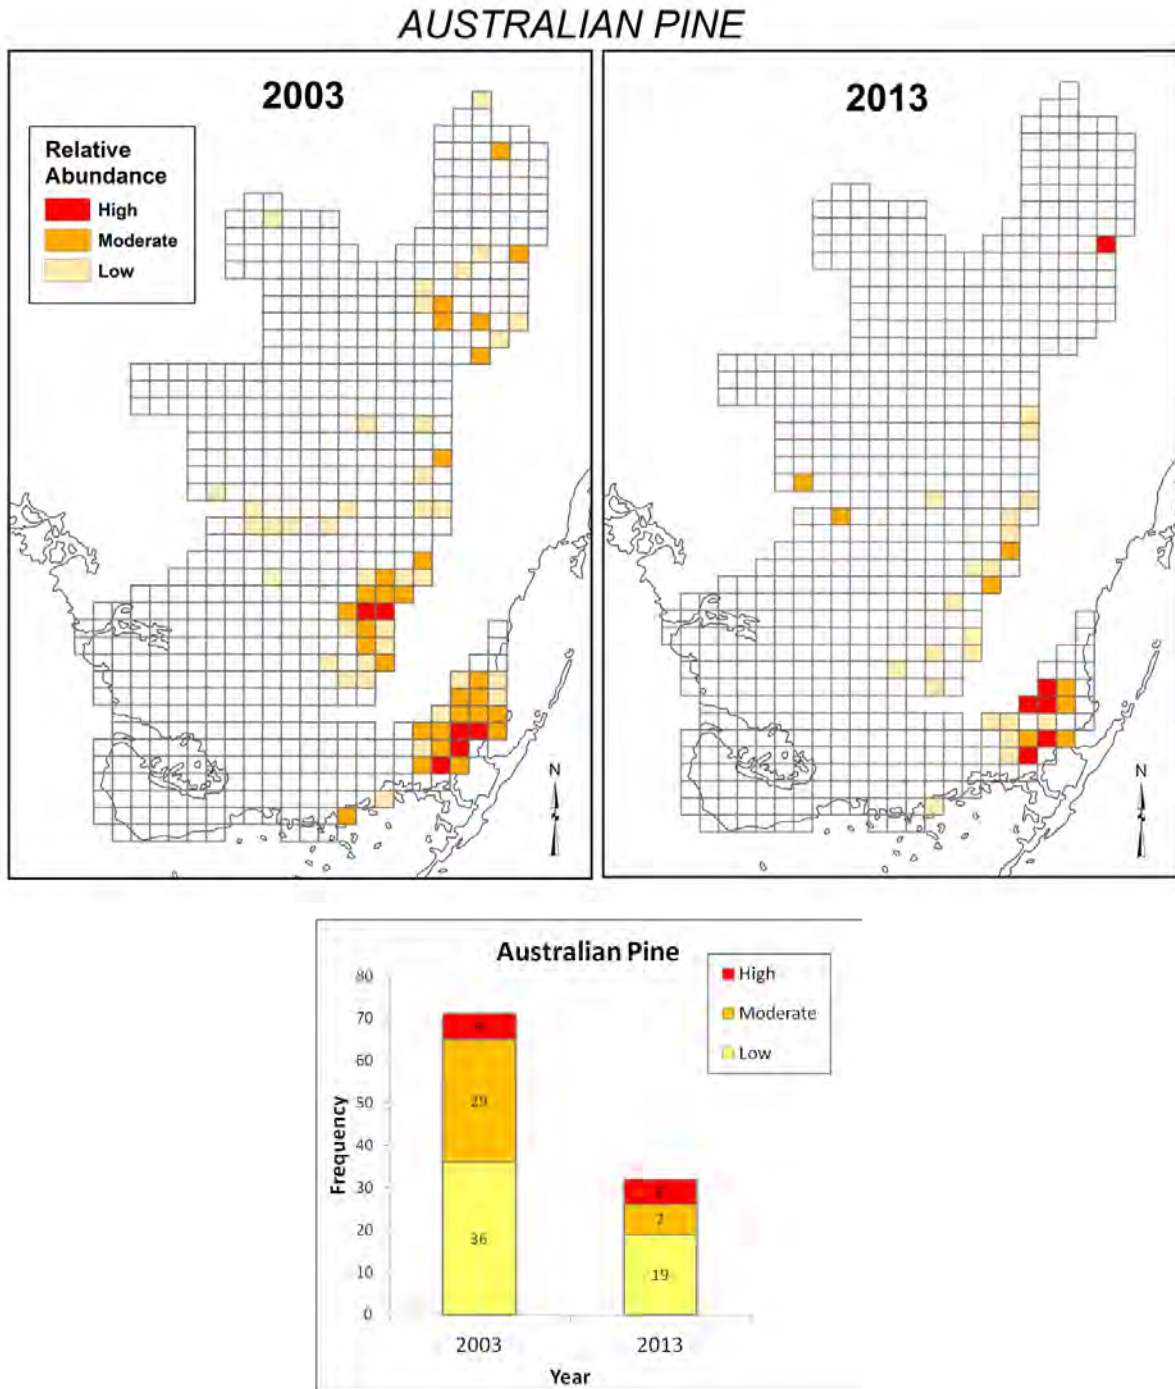 AUSTRALIAN PINE
2003
Relative
Abundance
High
Moderate
Low
N
2013
N
Australian Pine
High
Moderate
Low
Frequency
80
70
60
50
40
30
20
10
0
29
36
7
19
2003
2013
Year